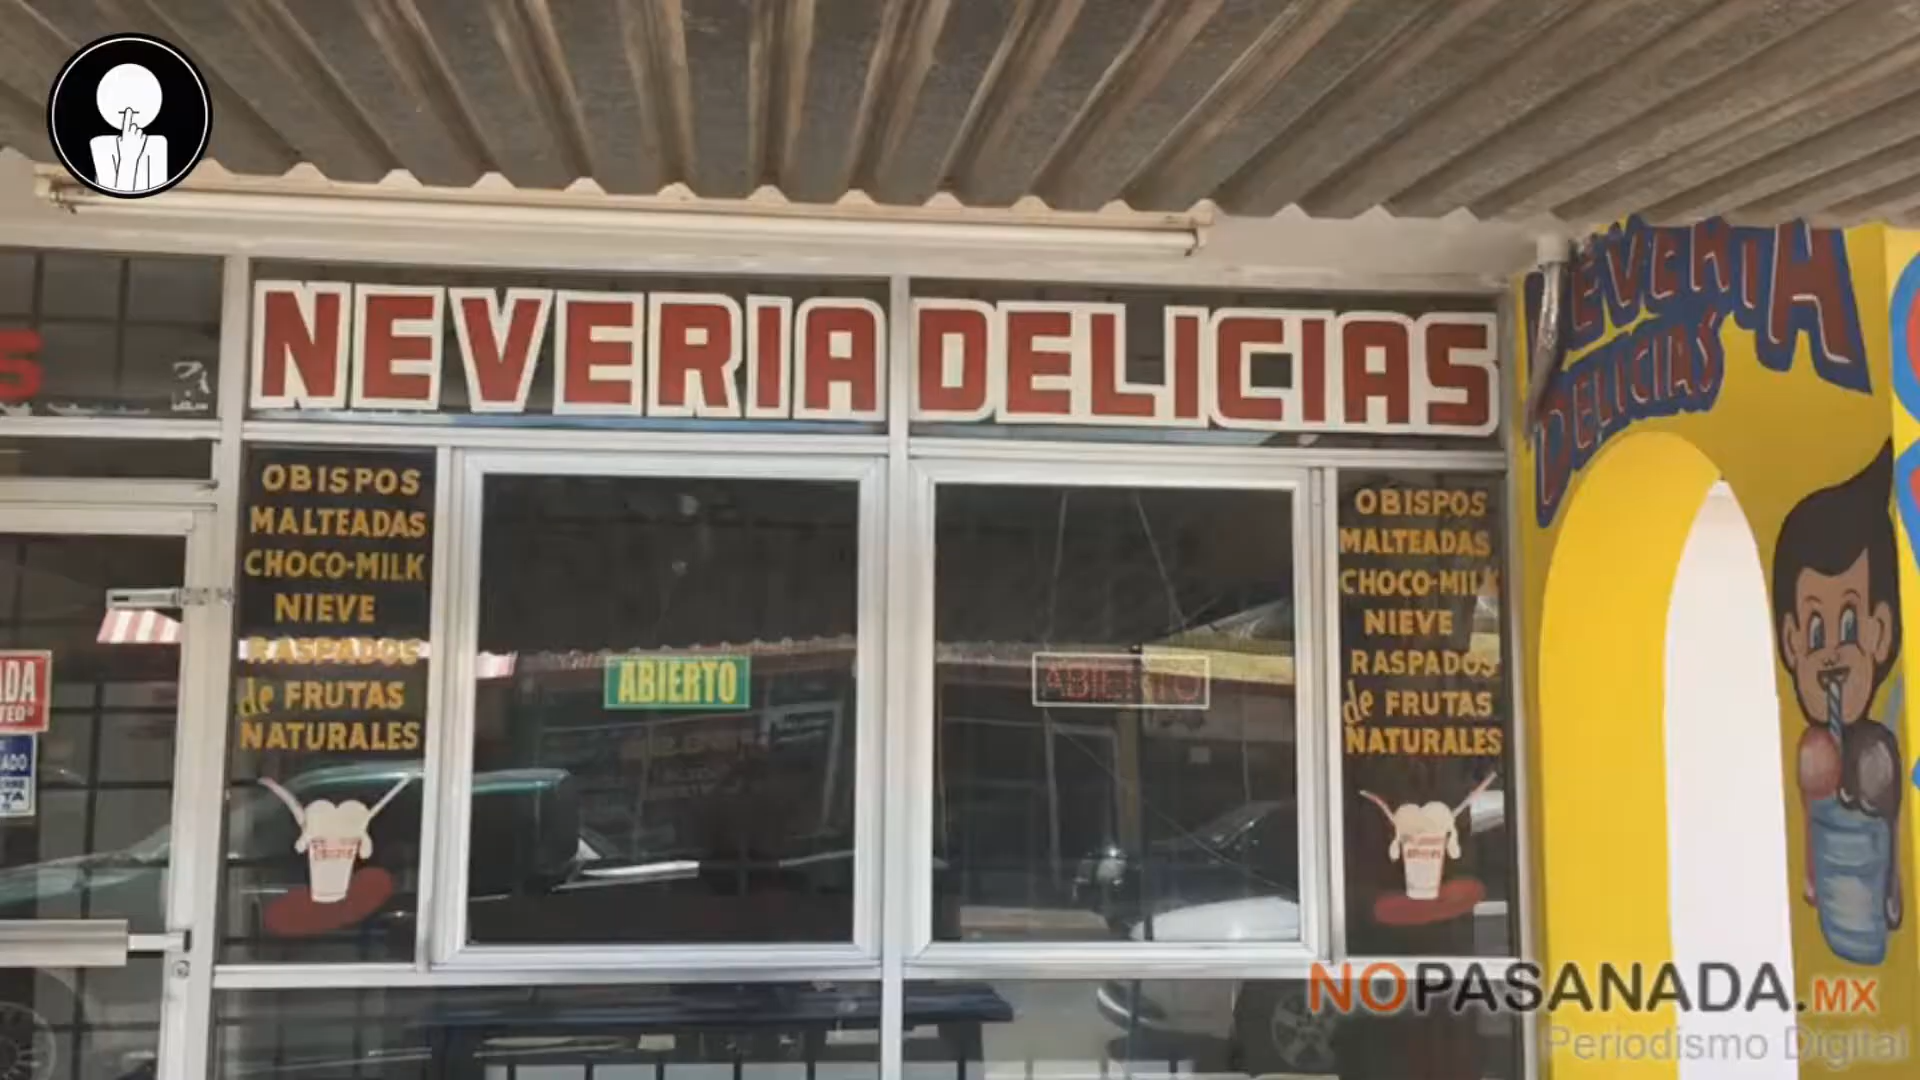 NEVERIA DELICIAS
NEVERIA
DELICIAS
S
OBISPOS
MALTEADAS
CHOCO-MILK
NIEVE
RASPADOS
de FRUTAS
NATURALES
ABIERTO
ABIERTO
OBISPOS
MALTEADAS
CHOCO-MILK
NIEVE
RASPADOS
de FRUTAS
NATURALES
NOPASANADA.MX
Periodismo Digital